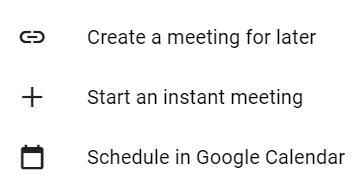 Create a meeting for later
Start an instant meeting
Schedule in Google Calendar